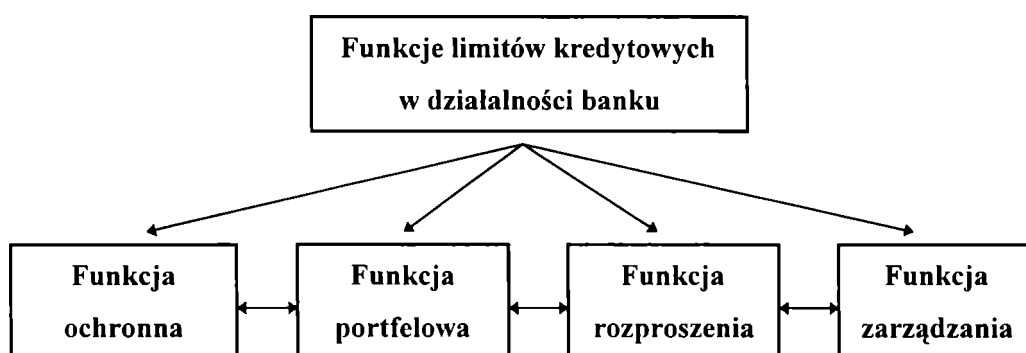 Funkcje limitów kredytowych
w działalności banku
Funkcja
ochronna
Funkcja
portfelowa
Funkcja
rozproszenia
Funkcja
zarządzania